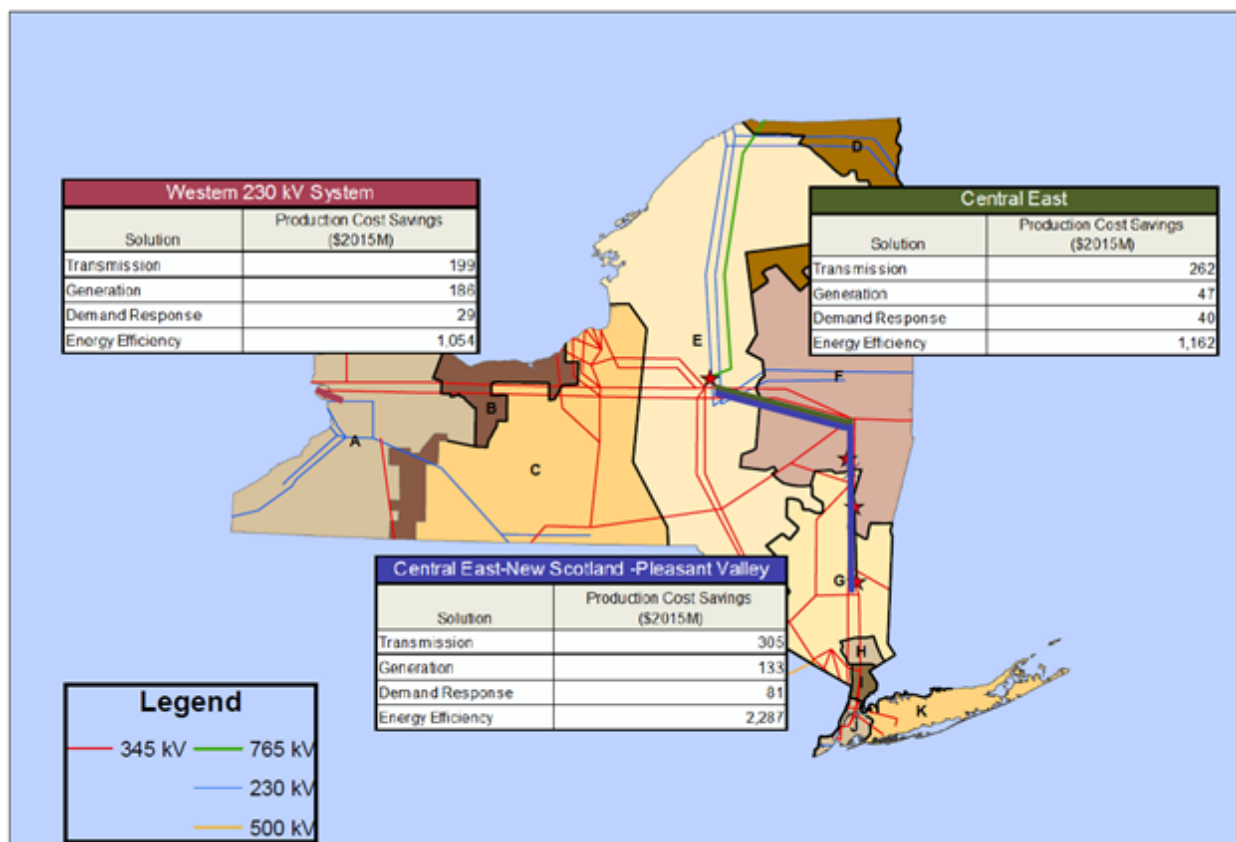 D
Western 230 kV System
Solution Production Cost Savings ($2015M)
Transmission 199
Generation 186
Demand Response 29
Energy Efficiency 1,054
Central East
Solution Production Cost Savings ($2015M)
Transmission 262
Generation 47
Demand Response 40
Energy Efficiency 1,162
E
F
B
A
C
Central East-New Scotland -Pleasant Valley
Solution Production Cost Savings ($2015M)
Transmission 305
Generation 133
Demand Response 81
Energy Efficiency 2,287
G
H
I
K
J
Legend
345 kV 765 kV
230 kV
500 kV